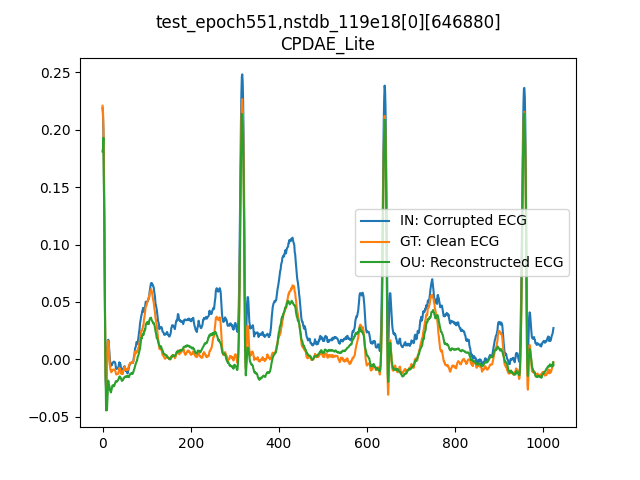 test_epoch551,nstdb_119e18[0][646880]
CPDAE_Lite
0.25
0.20
0.15
0.10
0.05
0.00
−0.05
IN: Corrupted ECG
GT: Clean ECG
OU: Reconstructed ECG
0 200 400 600 800 1000